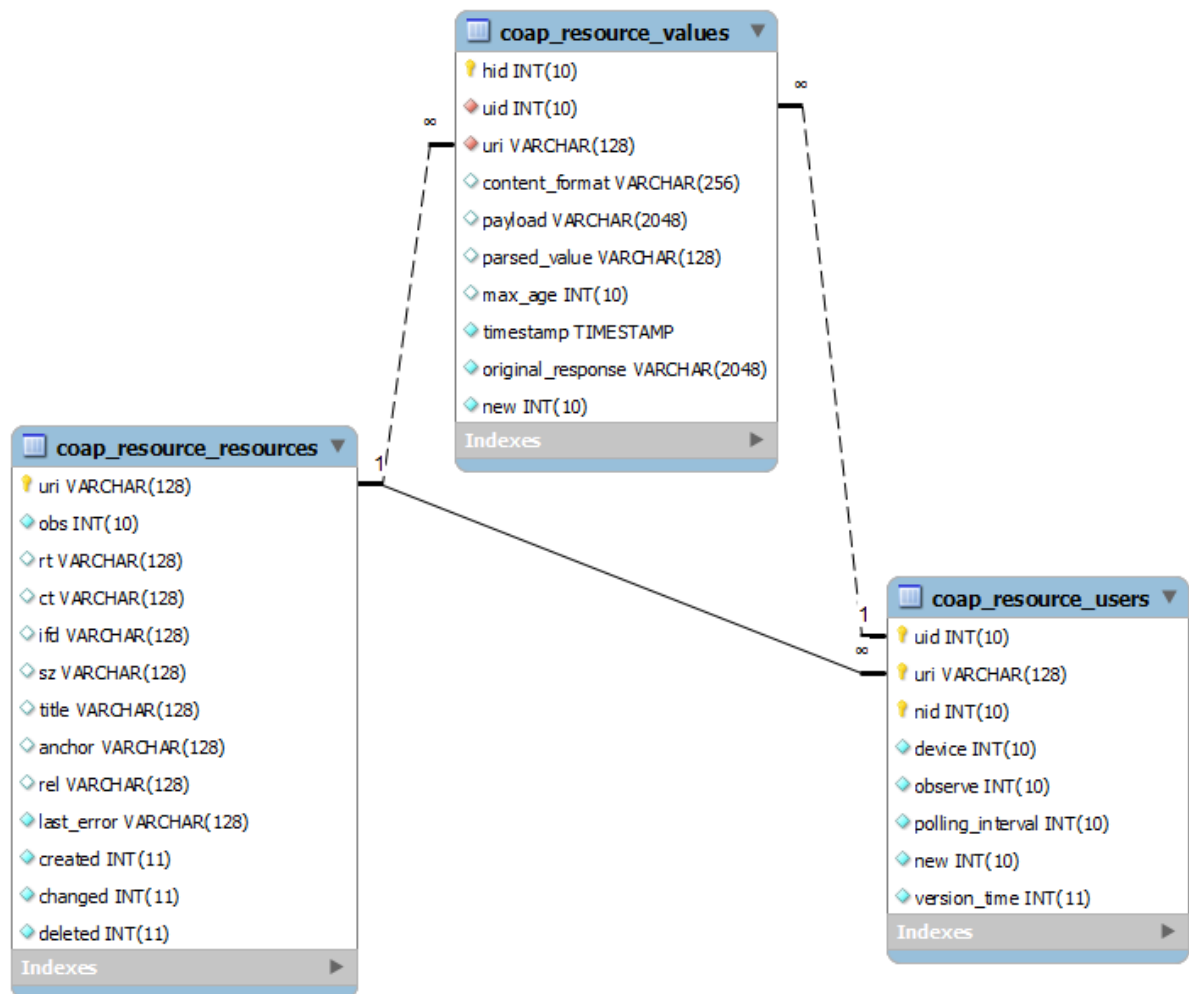 coap_resource_values
hid INT(10)
uid INT(10)
uri VARCHAR(128)
content_format VARCHAR(256)
payload VARCHAR(2048)
parsed_value VARCHAR(128)
max_age INT(10)
timestamp TIMESTAMP
original_response VARCHAR(2048)
new INT(10)
Indexes
∞
∞
coap_resource_resources
uri VARCHAR(128)
obs INT(10)
rt VARCHAR(128)
ct VARCHAR(128)
ifd VARCHAR(128)
sz VARCHAR(128)
title VARCHAR(128)
anchor VARCHAR(128)
rel VARCHAR(128)
last_error VARCHAR(128)
created INT(11)
changed INT(11)
deleted INT(11)
Indexes
1
1
∞
coap_resource_users
uid INT(10)
uri VARCHAR(128)
nid INT(10)
device INT(10)
observe INT(10)
polling_interval INT(10)
new INT(10)
version_time INT(11)
Indexes